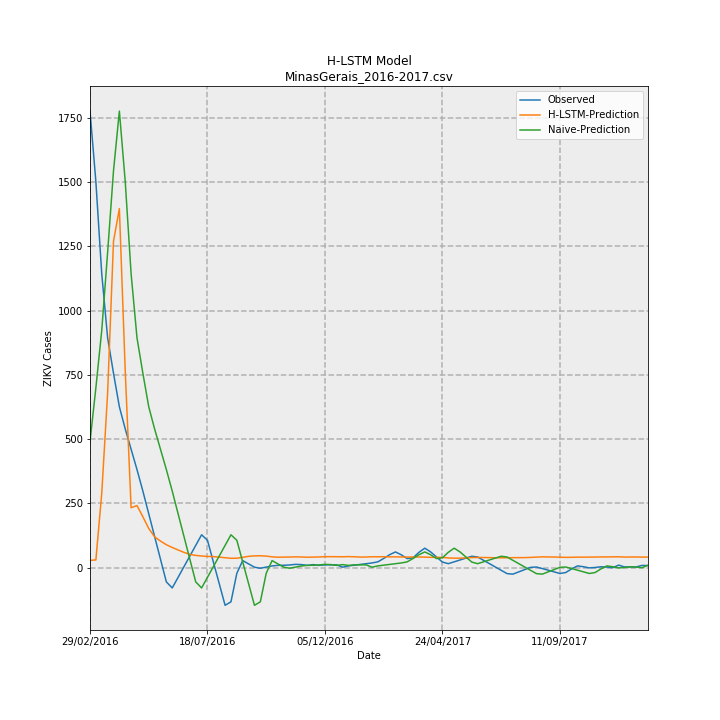 H-LSTM Model
MinasGerais_2016-2017.csv
Observed
H-LSTM-Prediction
Naive-Prediction
ZIKV Cases
1750
1500
1250
1000
750
500
250
0
29/02/2016
18/07/2016
05/12/2016
24/04/2017
11/09/2017
Date